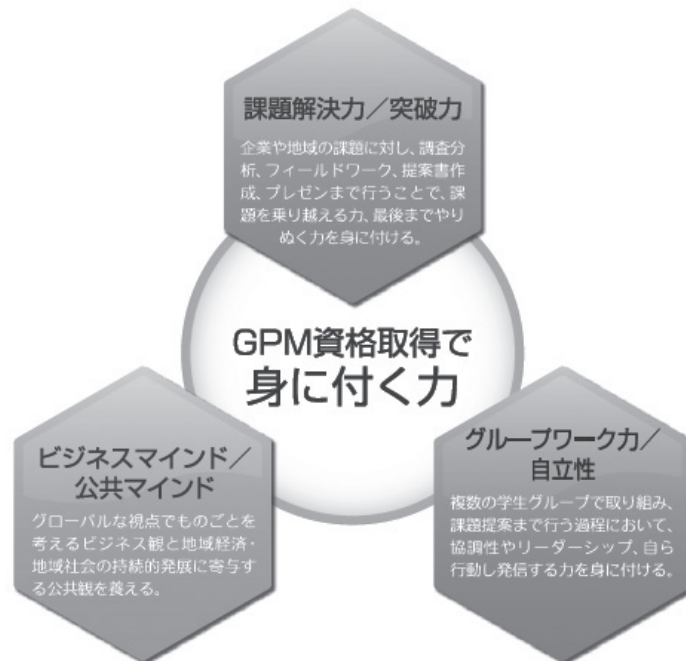 課題解決力／突破力
企業や地域の課題に対し、調査分
析、フィールドワーク、提案書作
成、プレゼンまで行うことで、課
題を乗り越える力、最後までやり
ぬく力を身に付ける。
GPM資格取得で
身に付く力
ビジネスマインド／
公共マインド
グローバルな視点でものごとを
考えるビジネス観と地域経済・
地域社会の持続的発展に寄与す
る公共観を養える。
グループワーク力／
自立性
複数の学生グループで取り組み、
課題提案まで行う過程において、
協調性やリーダーシップ、自ら
行動し発信する力を身に付ける。